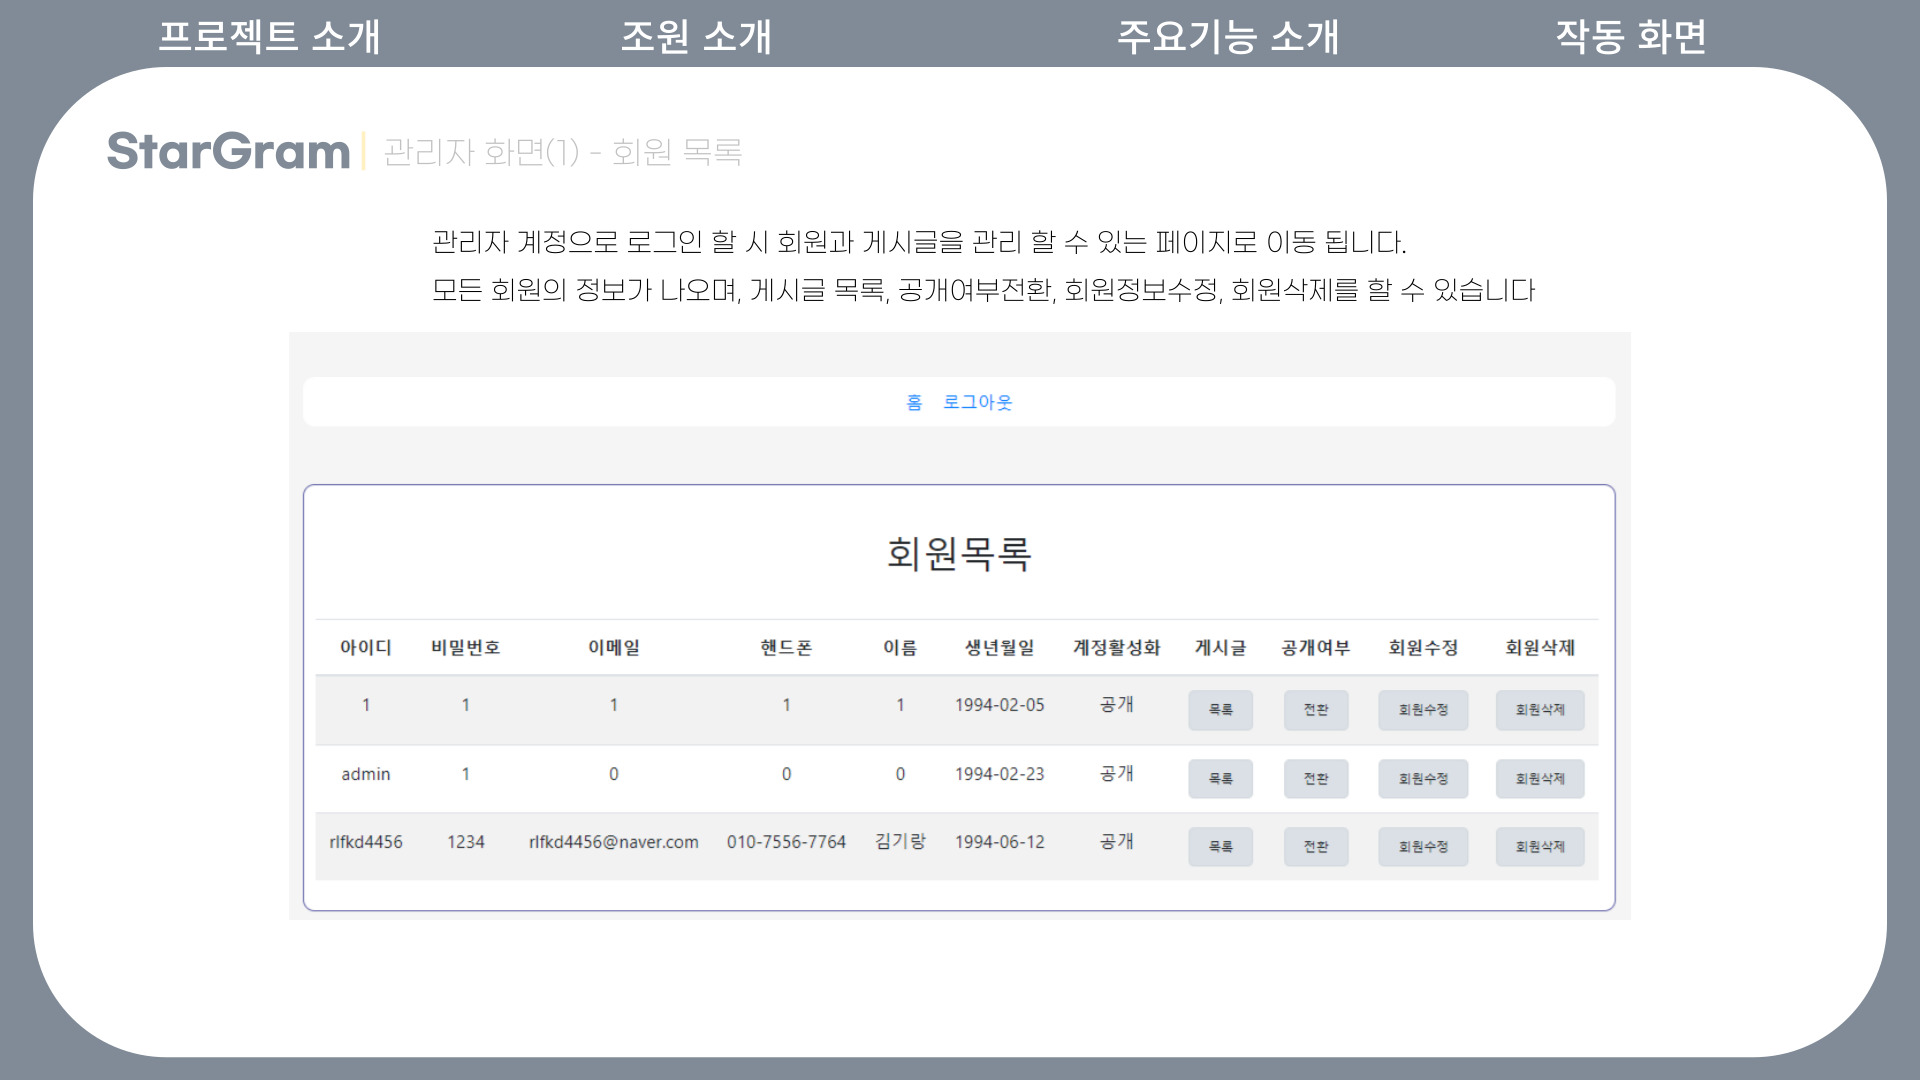 프로젝트 소개 조원 소개 주요기능 소개 작동 화면
StarGram 관리자 화면(1) - 회원 목록
관리자 계정으로 로그인 할 시 회원과 게시글을 관리 할 수 있는 페이지로 이동 됩니다.
모든 회원의 정보가 나오며, 게시글 목록, 공개여부전환, 회원정보수정, 회원삭제를 할 수 있습니다
홈 로그아웃
회원목록
아이디 비밀번호 이메일 핸드폰 이름 생년월일 계정활성화 게시글 공개여부 회원수정 회원삭제
1 1 1 1 1 1994-02-05 공개 목록 전환 회원수정 회원삭제
admin 1 0 0 0 1994-02-23 공개 목록 전환 회원수정 회원삭제
rlfkd4456 1234 rlfkd4456@naver.com 010-7556-7764 김기랑 1994-06-12 공개 목록 전환 회원수정 회원삭제